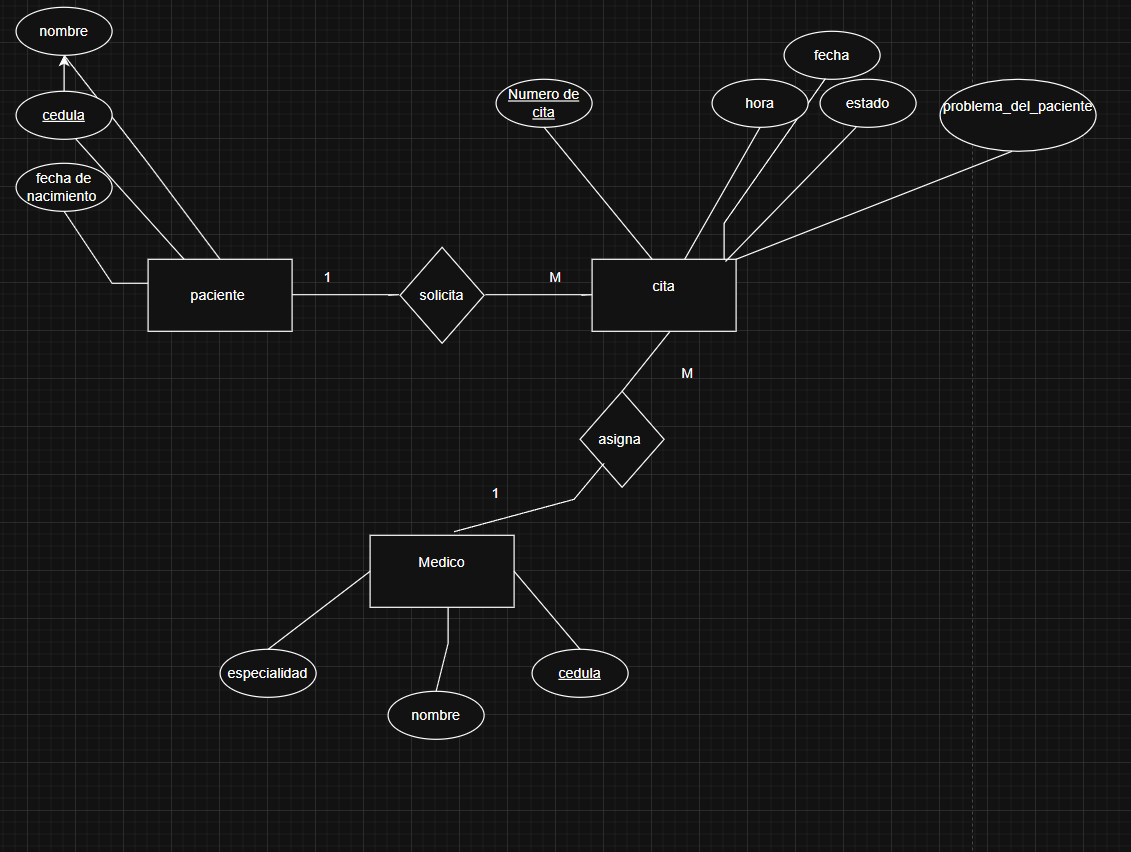 nombre
fecha
Numero de
cita
hora
estado
problema_del_paciente
cedula
fecha de
nacimiento
1
M
paciente
solicita
cita
M
asigna
1
Medico
especialidad
cedula
nombre